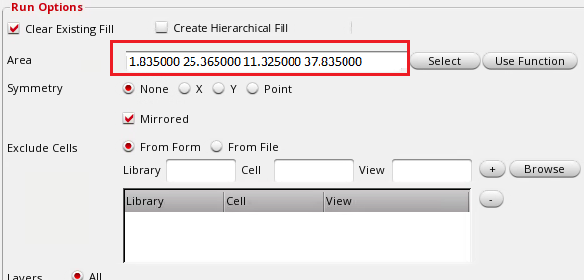 Run Options
Clear Existing Fill Create Hierarchical Fill
Area 1.835000 25.365000 11.325000 37.835000 Select Use Function
Symmetry None X Y Point
Mirrored
Exclude Cells From Form From File
Library Cell View + Browse
Library Cell View -
Layers All